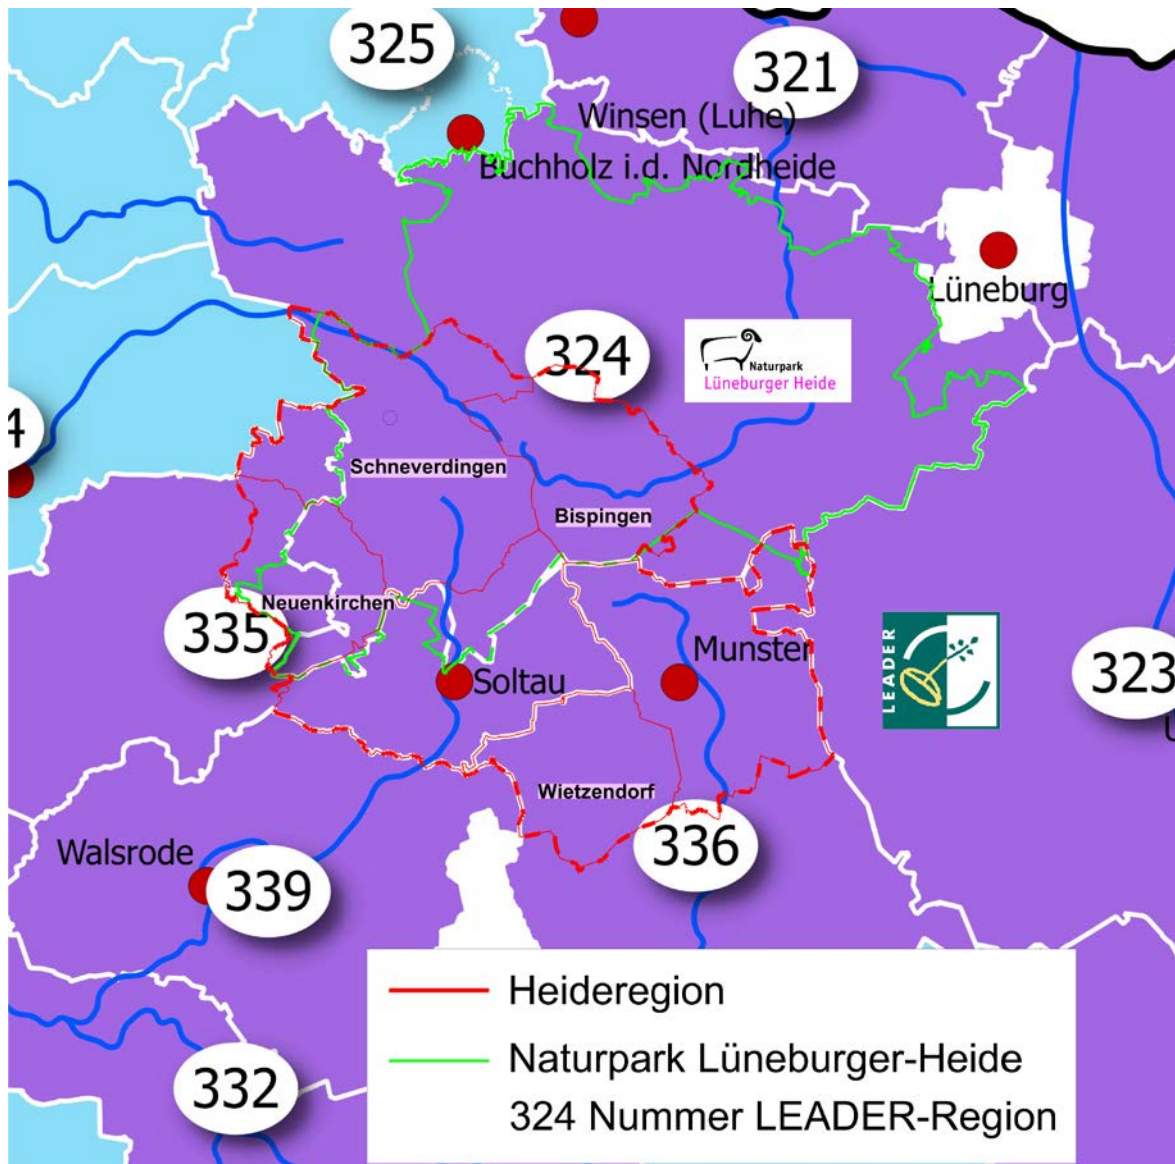 325
321
Winsen (Luhe)
Buchholz i.d. Nordheide
Lüneburg
324
Naturpark
Lüneburger Heide
4
Schneverdingen
Bispingen
Neuenkirchen
335
Munster
LEADER
323
Soltau
Wietzendorf
336
Walsrode
339
Heideregion
Naturpark Lüneburger-Heide
332
324 Nummer LEADER-Region